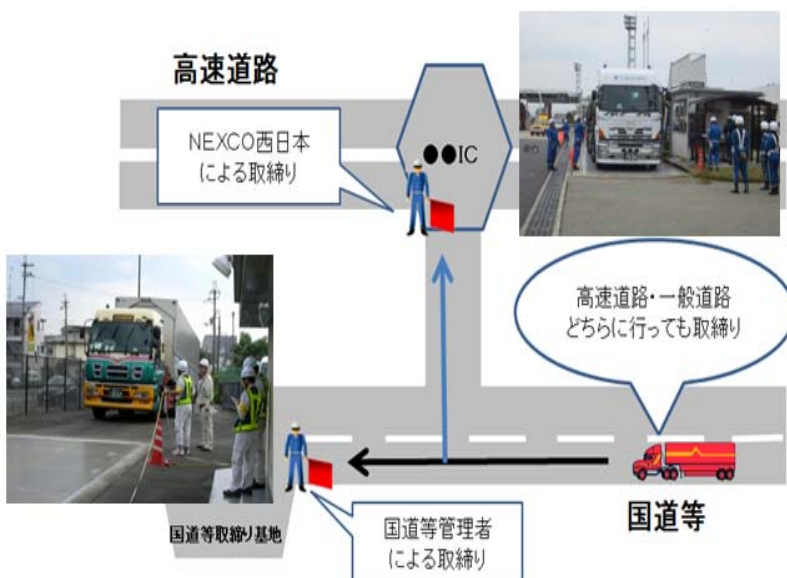 高速道路
NEXCO西日本
による取締り
●●IC
高速道路・一般道路
どちらに行っても取締り
国道等
国道等管理者
による取締り
国道等取締り基地